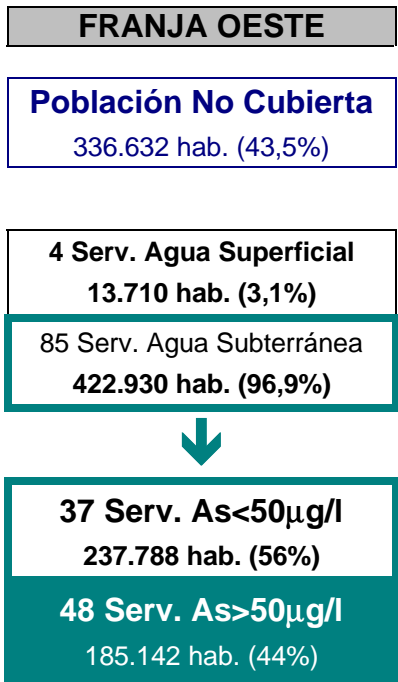 FRANJA OESTE
Población No Cubierta
336.632 hab. (43,5%)
4 Serv. Agua Superficial
13.710 hab. (3,1%)
85 Serv. Agua Subterránea
422.930 hab. (96,9%)
37 Serv. As<50μg/l
237.788 hab. (56%)
48 Serv. As>50μg/l
185.142 hab. (44%)